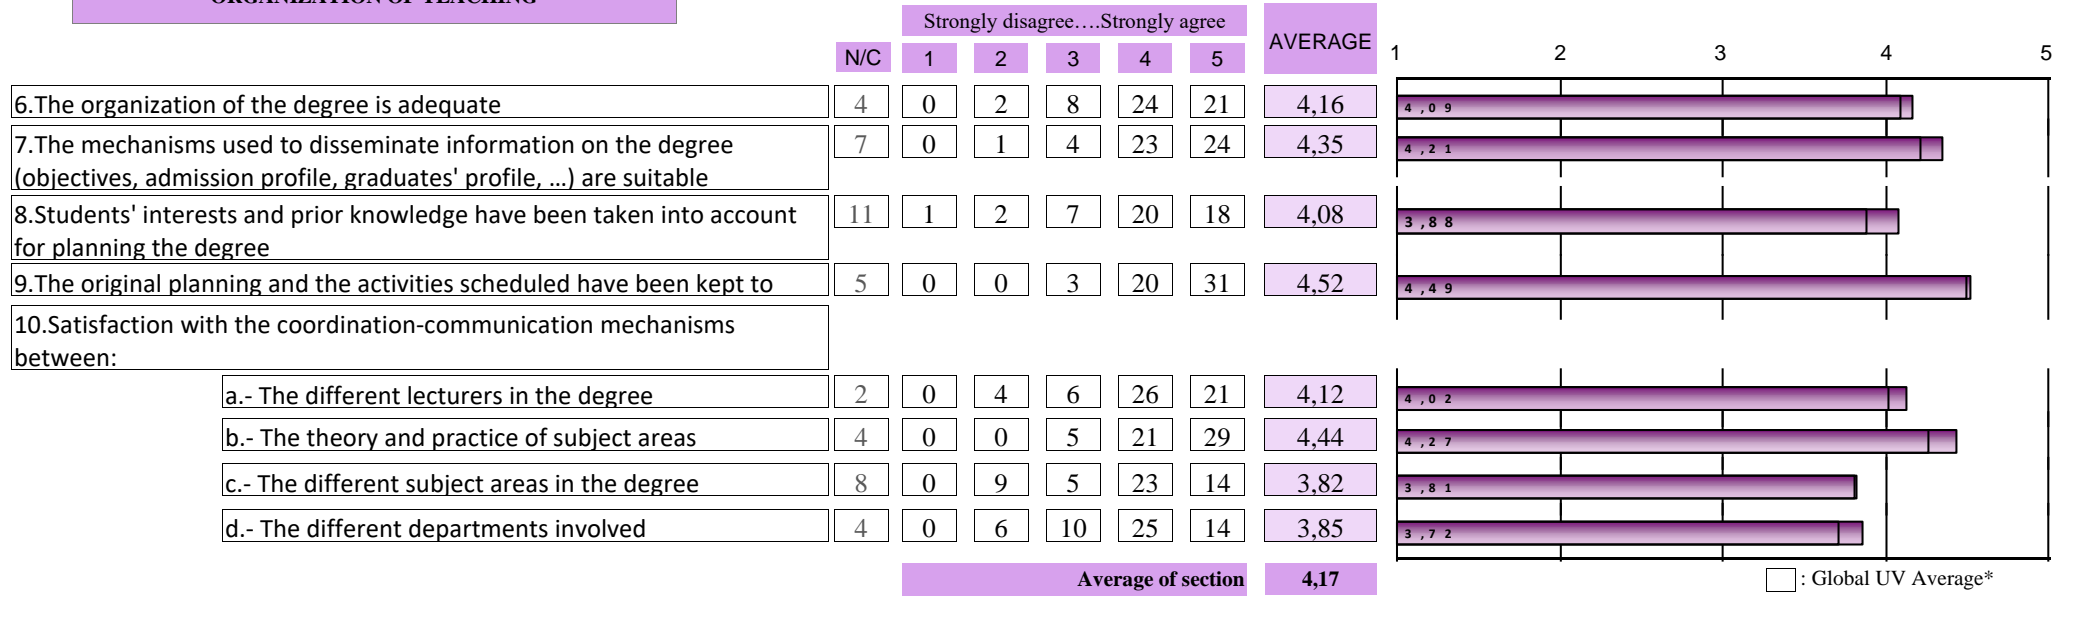 ORGANIZATION OF TEACHING
Strongly disagree….Strongly agree
AVERAGE
N/C 1 2 3 4 5
1 2 3 4 5
6.The organization of the degree is adequate 4 0 2 8 24 21 4,16 4,09
7.The mechanisms used to disseminate information on the degree 7 0 1 4 23 24 4,35 4,21
(objectives, admission profile, graduates' profile, …) are suitable
8.Students' interests and prior knowledge have been taken into account 11 1 2 7 20 18 4,08 3,88
for planning the degree
9.The original planning and the activities scheduled have been kept to 5 0 0 3 20 31 4,52 4,49
10.Satisfaction with the coordination-communication mechanisms
between:
a.- The different lecturers in the degree 2 0 4 6 26 21 4,12 4,02
b.- The theory and practice of subject areas 4 0 0 5 21 29 4,44 4,27
c.- The different subject areas in the degree 8 0 9 5 23 14 3,82 3,81
d.- The different departments involved 4 0 6 10 25 14 3,85 3,72
Average of section 4,17
: Global UV Average*